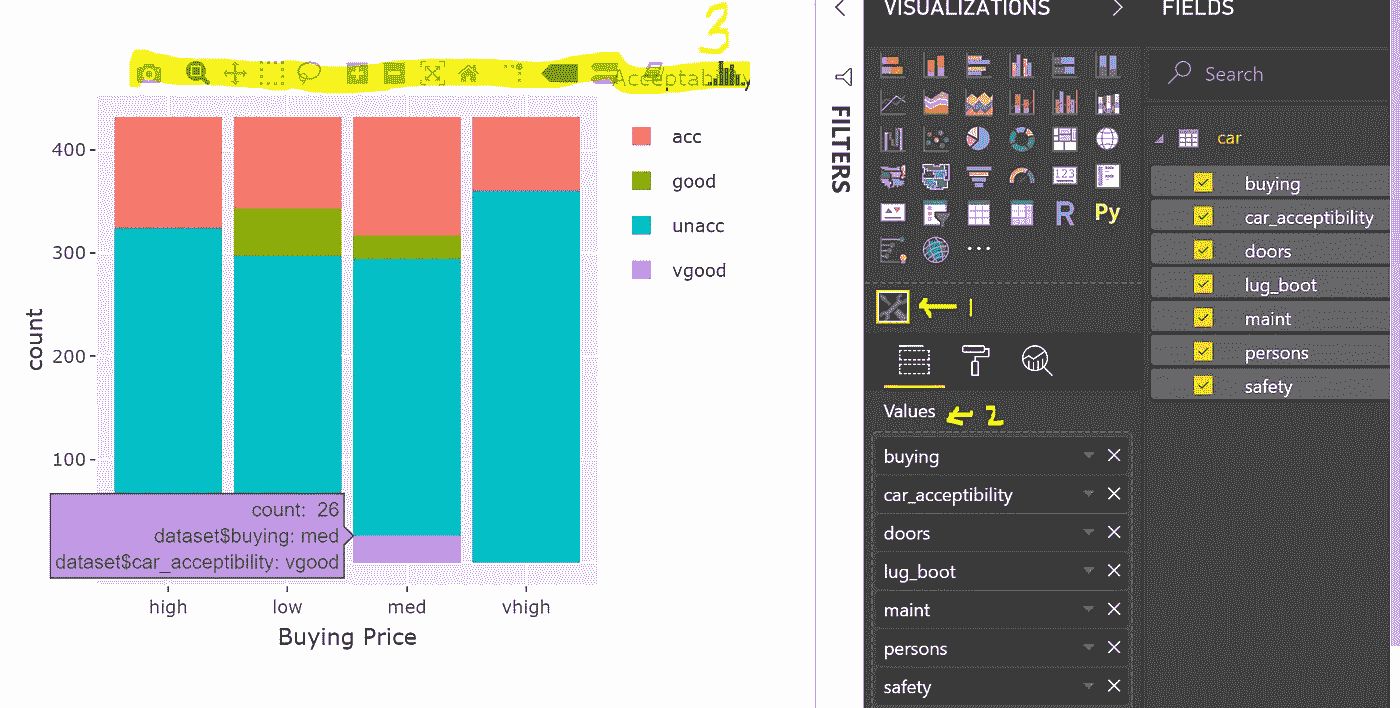 3
Acceptability
400
300
200
100
count
acc
good
unacc
vgood
count: 26
dataset$buying: med
dataset$car_acceptibility: vgood
high
low
med
vhigh
Buying Price
FILTERS
VISUALIZATIONS
123
R
Py
1
Values
2
buying
car_acceptibility
doors
lug_boot
maint
persons
safety
FIELDS
Search
car
buying
car_acceptibility
doors
lug_boot
maint
persons
safety